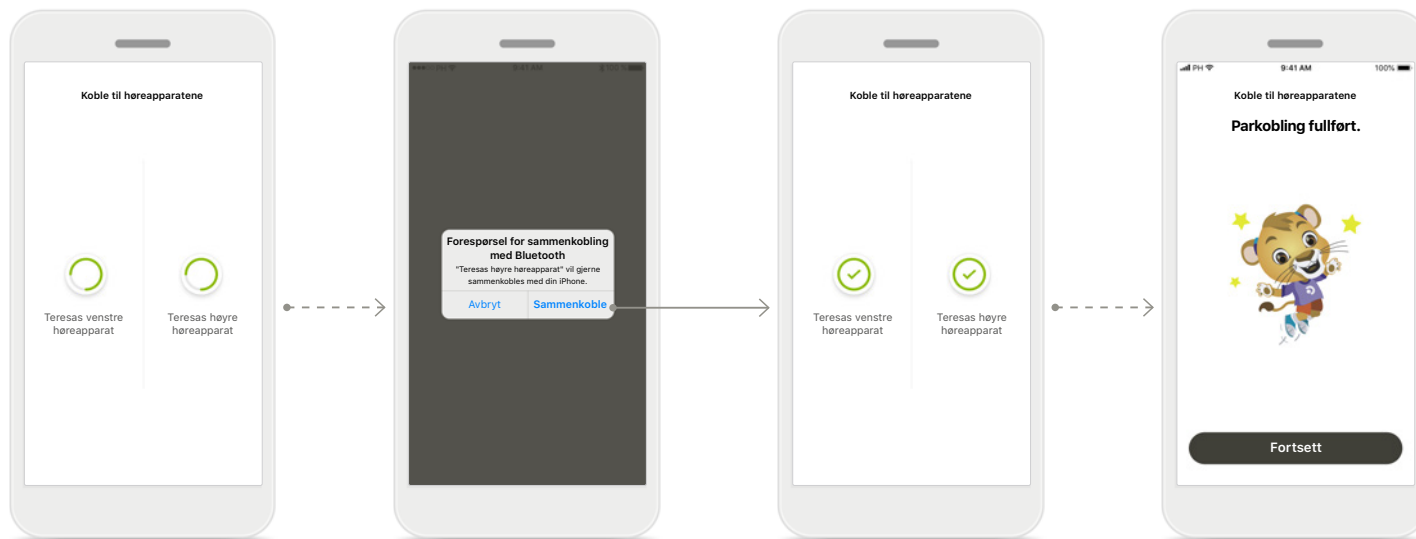 Koble til høreapparatene
Teresas venstre
høreapparat
Teresas høyre
høreapparat
9:41 AM
100 %
Forespørsel for sammenkobling
med Bluetooth
"Teresas høyre høreapparat" vil gjerne
sammenkobles med din iPhone.
Avbryt
Sammenkoble
Koble til høreapparatene
Teresas venstre
høreapparat
Teresas høyre
høreapparat
PH
9:41 AM
100%
Koble til høreapparatene
Parkobling fullført.
Fortsett